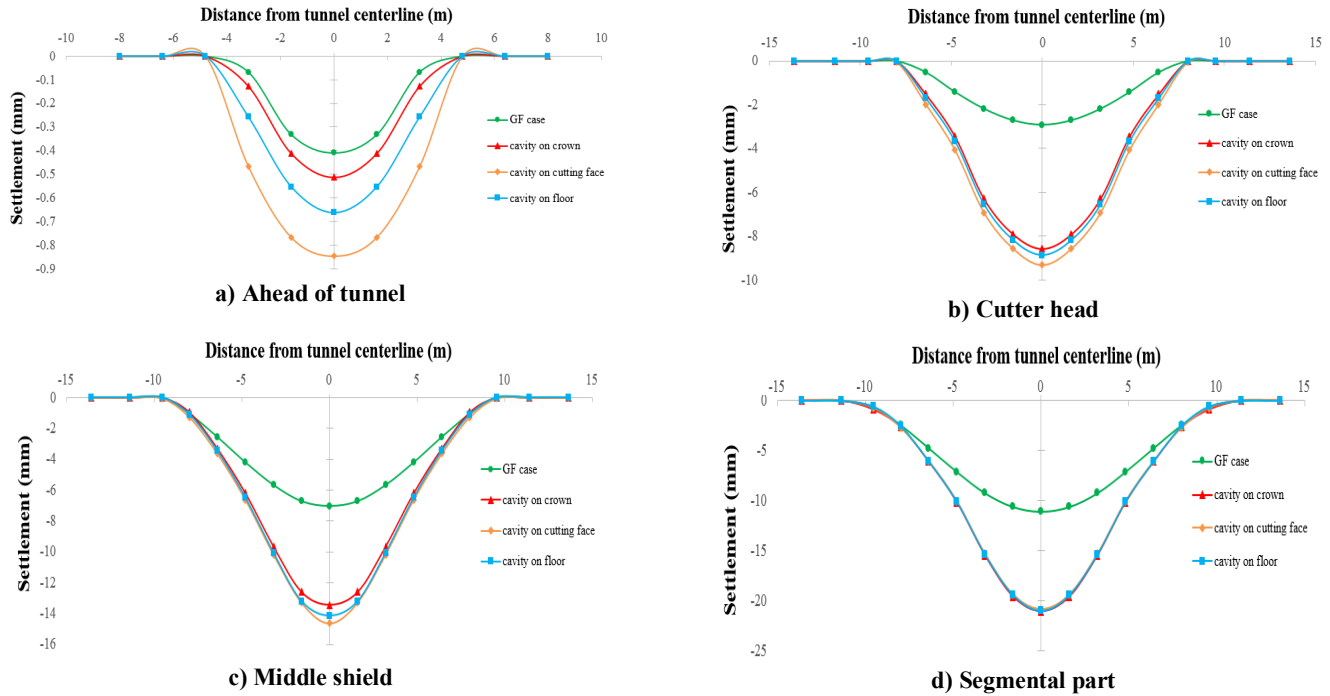 Distance from tunnel centerline (m)
-10 -8 -6 -4 -2 0 2 4 6 8 10
0
-0.1
-0.2
-0.3
-0.4
-0.5
-0.6
-0.7
-0.8
-0.9
Settlement (mm)
GF case
cavity on crown
cavity on cutting face
cavity on floor
a) Ahead of tunnel
Distance from tunnel centerline (m)
-15 -10 -5 0 5 10 15
0
-2
-4
-6
-8
-10
Settlement (mm)
GF case
cavity on crown
cavity on cutting face
cavity on floor
b) Cutter head
Distance from tunnel centerline (m)
-15 -10 -5 0 5 10 15
0
-2
-4
-6
-8
-10
-12
-14
-16
Settlement (mm)
GF case
cavity on crown
cavity on cutting face
cavity on floor
c) Middle shield
Distance from tunnel centerline (m)
-15 -10 -5 0 5 10 15
0
-5
-10
-15
-20
-25
Settlement (mm)
GF case
cavity on crown
cavity on cutting face
cavity on floor
d) Segmental part